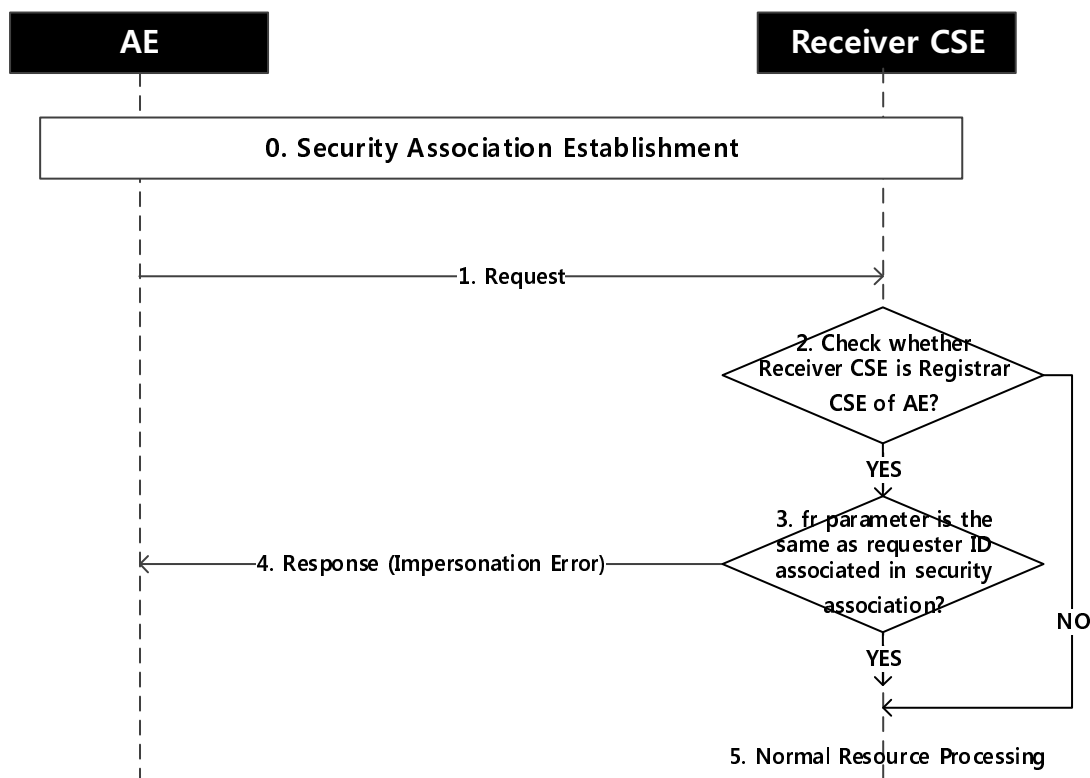 AE
Receiver CSE
0. Security Association Establishment
1. Request
2. Check whether
Receiver CSE is Registrar
CSE of AE?
YES
3. fr parameter is the
same as requester ID
associated in security
association?
4. Response (Impersonation Error)
NO
YES
5. Normal Resource Processing